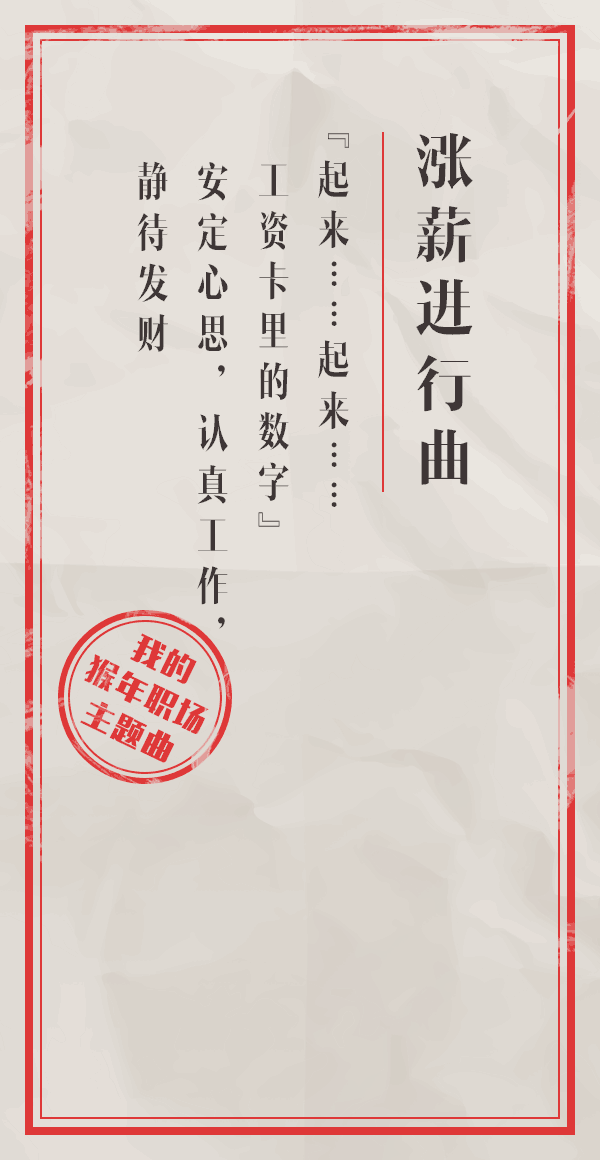 涨薪进行曲
『起来……起来……
工资卡里的数字』
安定心思，认真工作，
静待发财
我的
猴年职场
主题曲